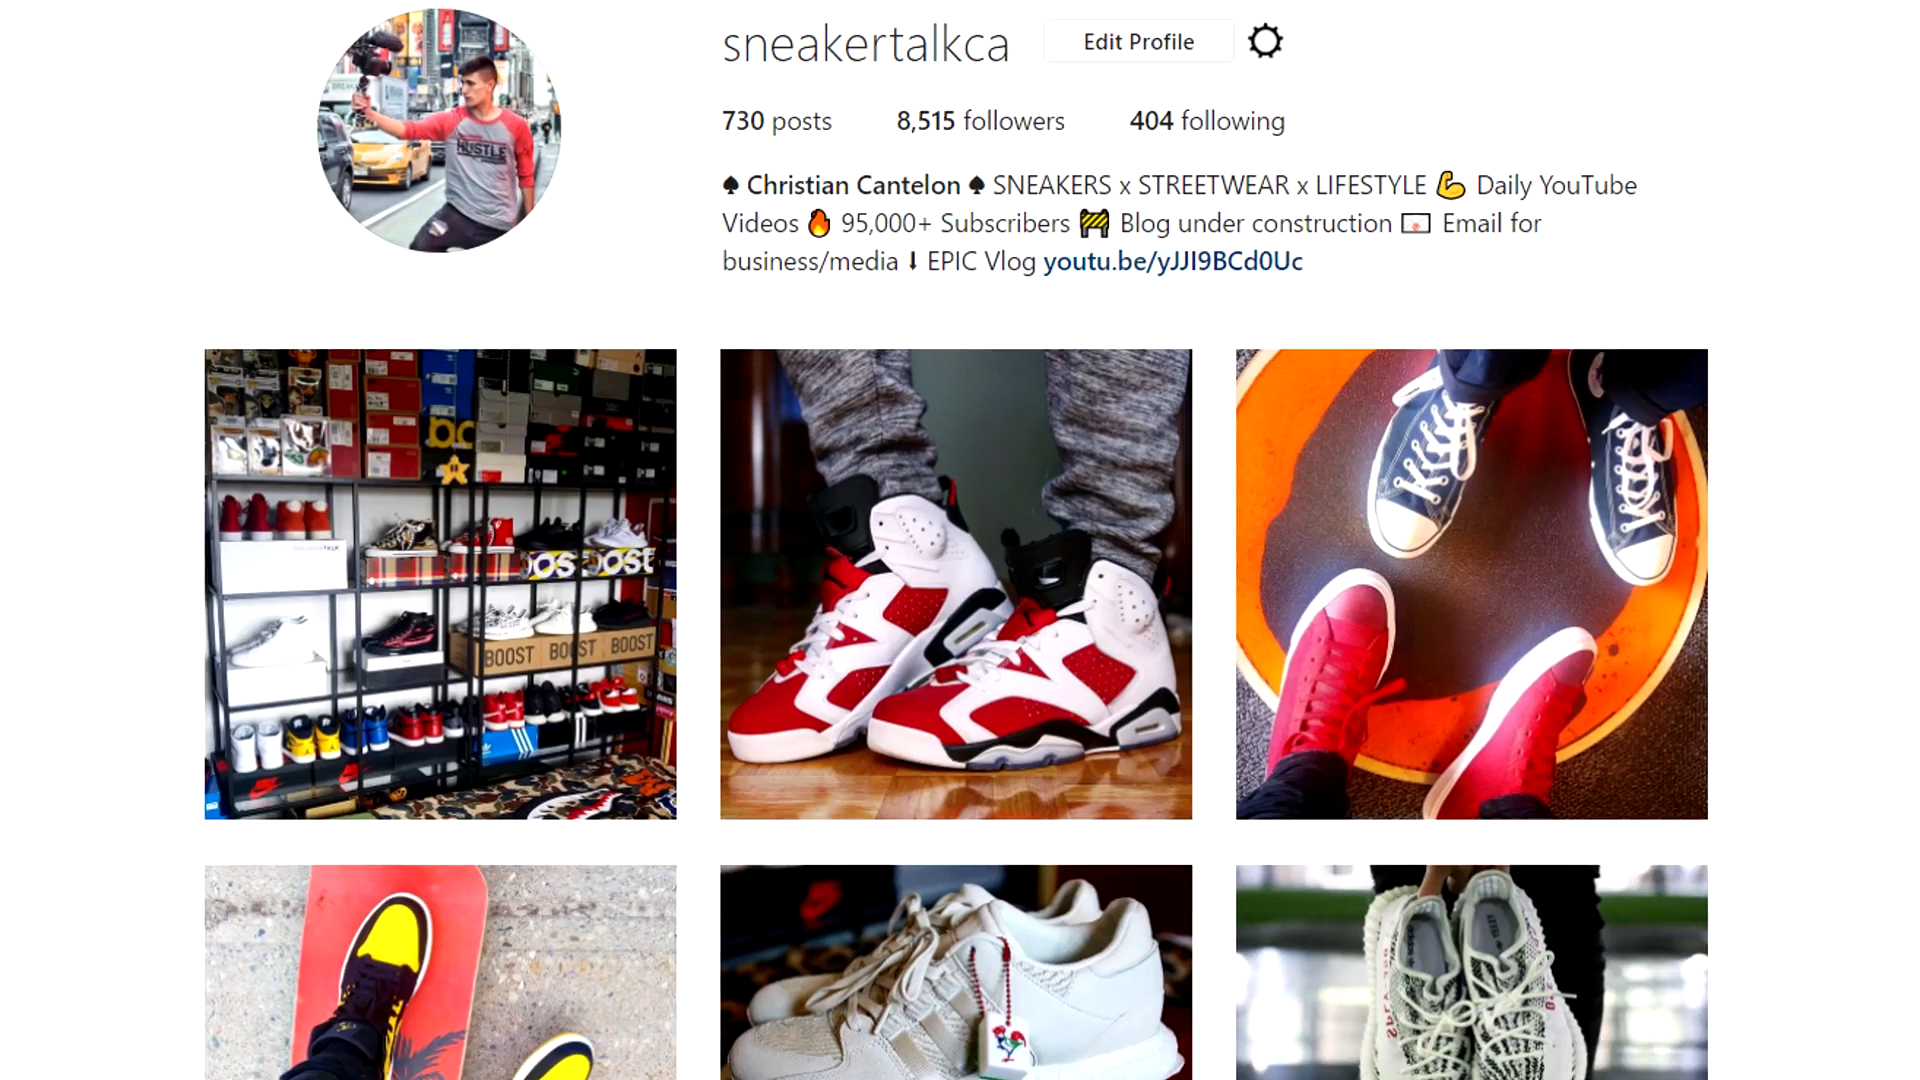 sneakertalkca
Edit Profile
730 posts 8,515 followers 404 following
♠ Christian Cantelon ♠ SNEAKERS x STREETWEAR x LIFESTYLE 💪 Daily YouTube
Videos 🔥 95,000+ Subscribers 🚧 Blog under construction 💌 Email for
business/media ⬇ EPIC Vlog youtu.be/yJJI9BCd0Uc
HUSTLE
BOOST BOOST BOOST